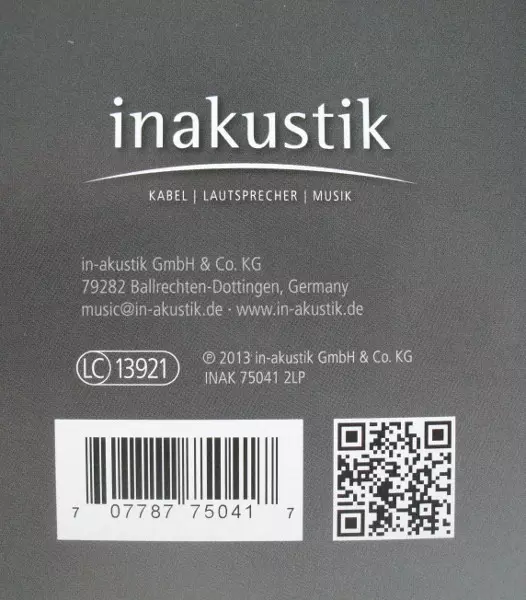 inakustik
KABEL | LAUTSPRECHER | MUSIK
in-akustik GmbH & Co. KG
79282 Ballrechten-Dottingen, Germany
music@in-akustik.de · www.in-akustik.de
LC 13921
℗ 2013 in-akustik GmbH & Co. KG
INAK 75041 2LP
7 07787 75041 7